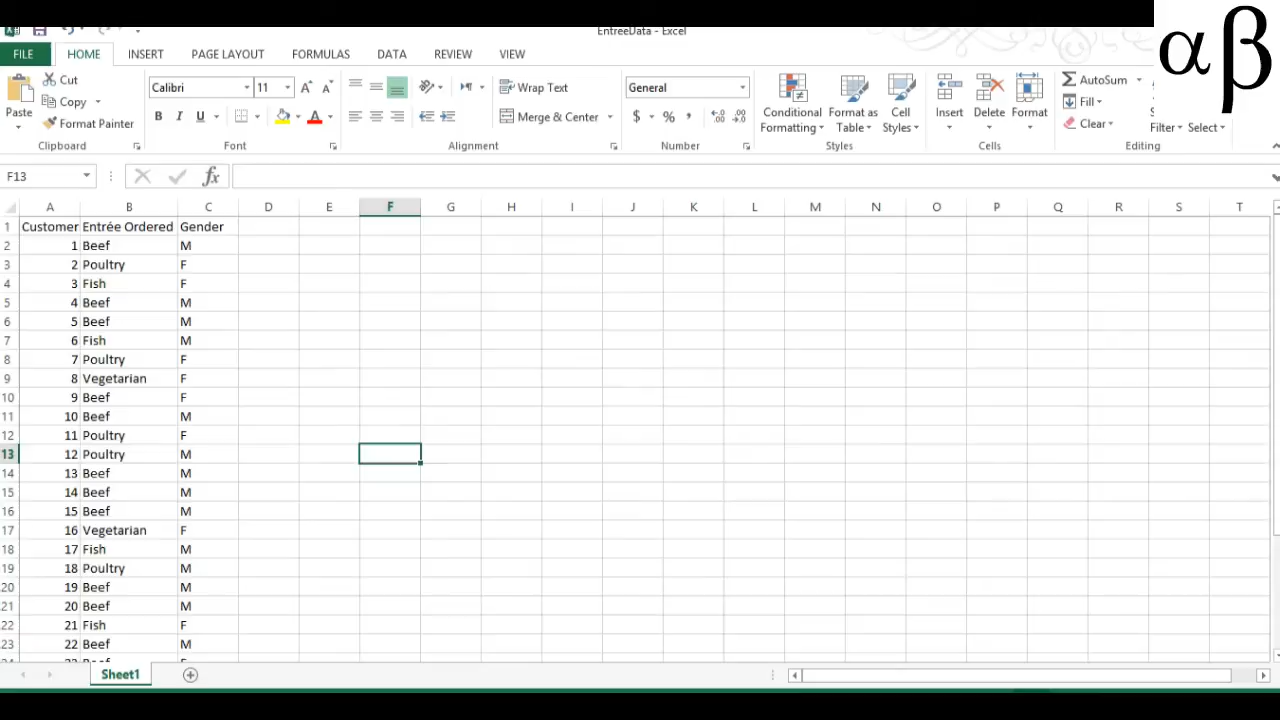 αβ
EntreeData - Excel
FILE HOME INSERT PAGE LAYOUT FORMULAS DATA REVIEW VIEW
Cut
Copy
Format Painter
Paste
Calibri 11
B I U
Wrap Text
Merge & Center
General
$ %
Conditional Formatting
Format as Table
Cell Styles
Insert Delete Format
AutoSum
Fill
Clear
Filter Select
Clipboard Font Alignment Number Styles Cells Editing
F13 fx
A B C D E F G H I J K L M N O P Q R S T
1 Customer Entrée Ordered Gender
2 1 Beef M
3 2 Poultry F
4 3 Fish F
5 4 Beef M
6 5 Beef M
7 6 Fish M
8 7 Poultry F
9 8 Vegetarian F
10 9 Beef F
11 10 Beef M
12 11 Poultry F
13 12 Poultry M
14 13 Beef M
15 14 Beef M
16 15 Beef M
17 16 Vegetarian F
18 17 Fish M
19 18 Poultry M
20 19 Beef M
21 20 Beef M
22 21 Fish F
23 22 Beef M
Sheet1